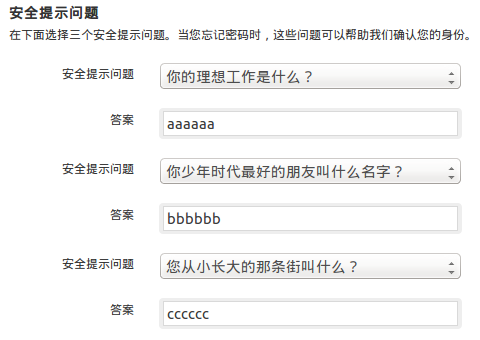 安全提示问题
在下面选择三个安全提示问题。当您忘记密码时，这些问题可以帮助我们确认您的身份。
安全提示问题 你的理想工作是什么？
答案 aaaaaa
安全提示问题 你少年时代最好的朋友叫什么名字？
答案 bbbbbb
安全提示问题 您从小长大的那条街叫什么？
答案 cccccc